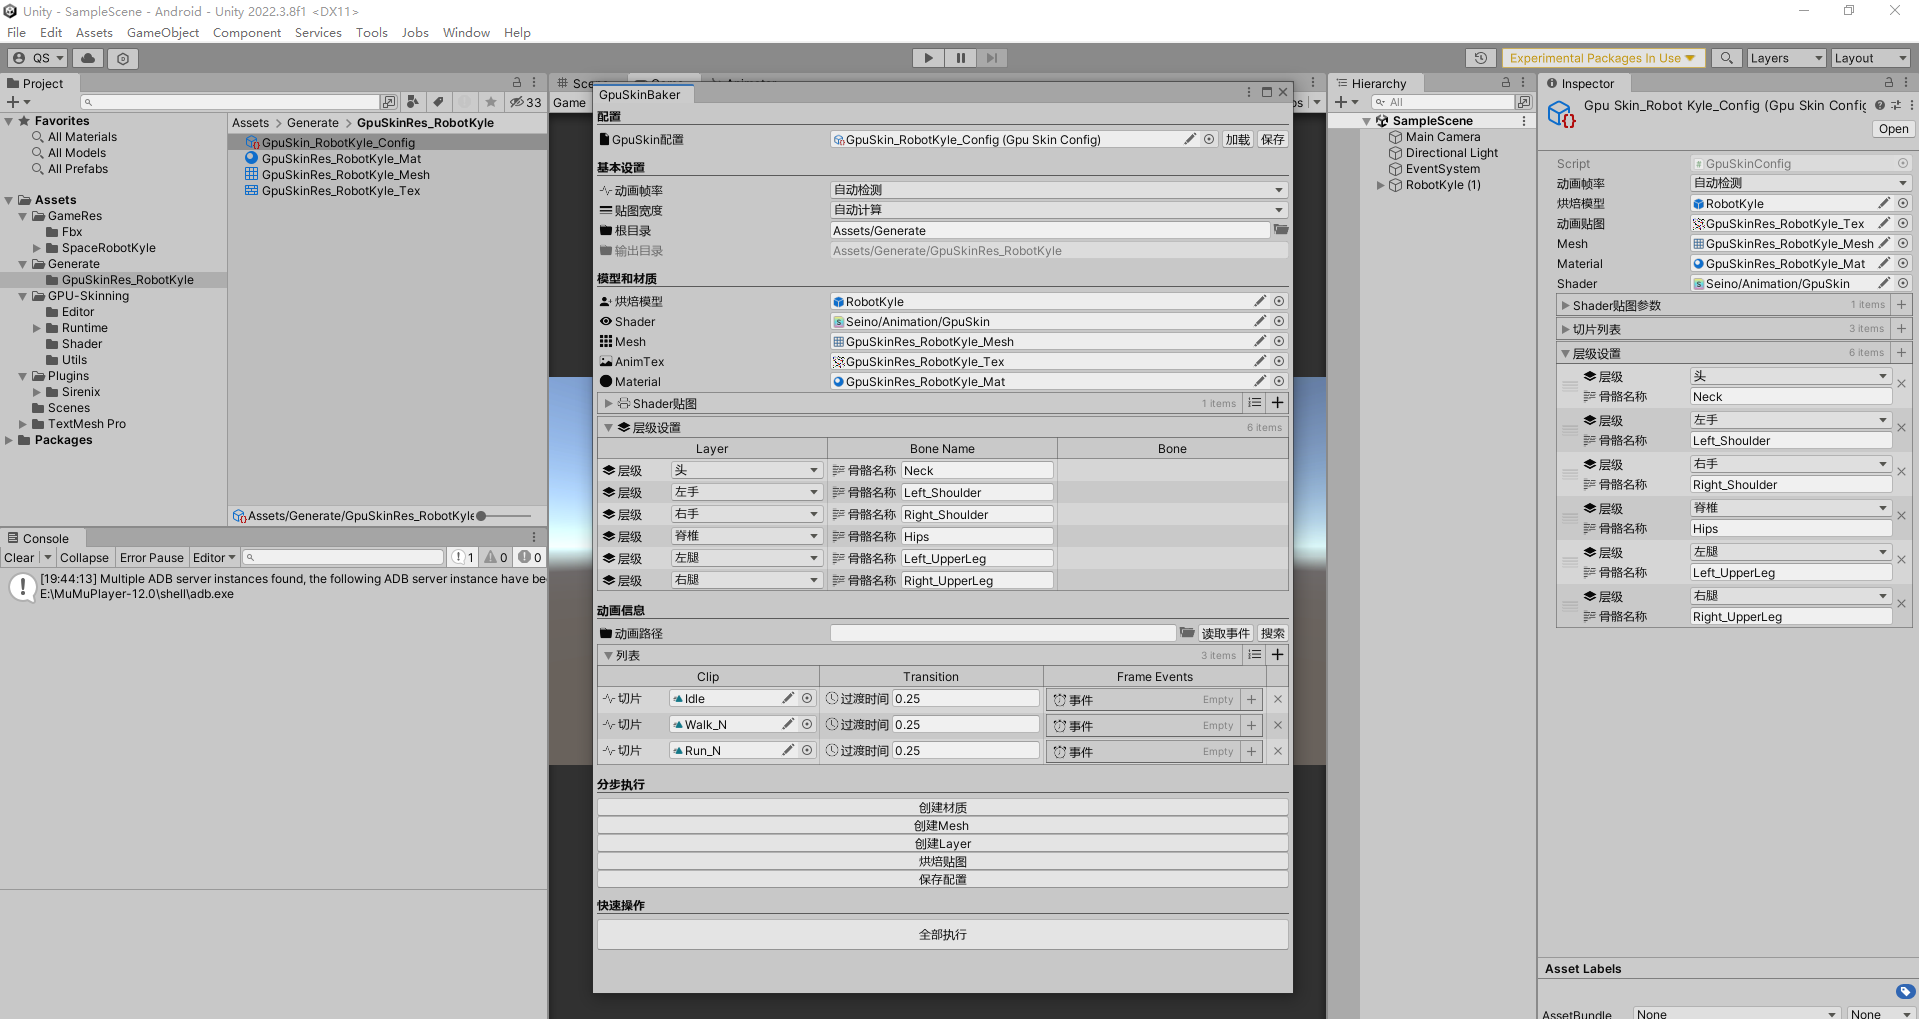 Unity - SampleScene - Android - Unity 2022.3.8f1 <DX11>
File Edit Assets GameObject Component Services Tools Jobs Window Help
QS
Experimental Packages In Use
Layers
Layout
Project
33
Favorites
All Materials
All Models
All Prefabs
Assets
GameRes
Fbx
SpaceRobotKyle
Generate
GpuSkinRes_RobotKyle
GPU-Skinning
Editor
Runtime
Shader
Utils
Plugins
Sirenix
Scenes
TextMesh Pro
Packages
Assets > Generate > GpuSkinRes_RobotKyle
GpuSkin_RobotKyle_Config
GpuSkinRes_RobotKyle_Mat
GpuSkinRes_RobotKyle_Mesh
GpuSkinRes_RobotKyle_Tex
Assets/Generate/GpuSkinRes_RobotKyle
Console
Clear Collapse Error Pause Editor 1 0 0
[19:44:13] Multiple ADB server instances found, the following ADB server instance have be
E:\MuMuPlayer-12.0\shell\adb.exe
Game
GpuSkinBaker
配置
GpuSkin配置 GpuSkin_RobotKyle_Config (Gpu Skin Config) 加载 保存
基本设置
动画帧率 自动检测
贴图宽度 自动计算
根目录 Assets/Generate
输出目录 Assets/Generate/GpuSkinRes_RobotKyle
模型和材质
烘焙模型 RobotKyle
Shader Seino/Animation/GpuSkin
Mesh GpuSkinRes_RobotKyle_Mesh
AnimTex GpuSkinRes_RobotKyle_Tex
Material GpuSkinRes_RobotKyle_Mat
Shader贴图 1 items
层级设置 6 items
Layer Bone Name Bone
层级 头 骨骼名称 Neck
层级 左手 骨骼名称 Left_Shoulder
层级 右手 骨骼名称 Right_Shoulder
层级 脊椎 骨骼名称 Hips
层级 左腿 骨骼名称 Left_UpperLeg
层级 右腿 骨骼名称 Right_UpperLeg
动画信息
动画路径 读取事件 搜索
列表 3 items
Clip Transition Frame Events
切片 Idle 过渡时间 0.25 事件 Empty
切片 Walk_N 过渡时间 0.25 事件 Empty
切片 Run_N 过渡时间 0.25 事件 Empty
分步执行
创建材质
创建Mesh
创建Layer
烘焙贴图
保存配置
快速操作
全部执行
Hierarchy
All
SampleScene
Main Camera
Directional Light
EventSystem
RobotKyle (1)
Inspector
Gpu Skin_Robot Kyle_Config (Gpu Skin Config
Open
Script GpuSkinConfig
动画帧率 自动检测
烘焙模型 RobotKyle
动画贴图 GpuSkinRes_RobotKyle_Tex
Mesh GpuSkinRes_RobotKyle_Mesh
Material GpuSkinRes_RobotKyle_Mat
Shader Seino/Animation/GpuSkin
Shader贴图参数 1 items
切片列表 3 items
层级设置 6 items
层级 头
骨骼名称 Neck
层级 左手
骨骼名称 Left_Shoulder
层级 右手
骨骼名称 Right_Shoulder
层级 脊椎
骨骼名称 Hips
层级 左腿
骨骼名称 Left_UpperLeg
层级 右腿
骨骼名称 Right_UpperLeg
Asset Labels
AssetBundle None None